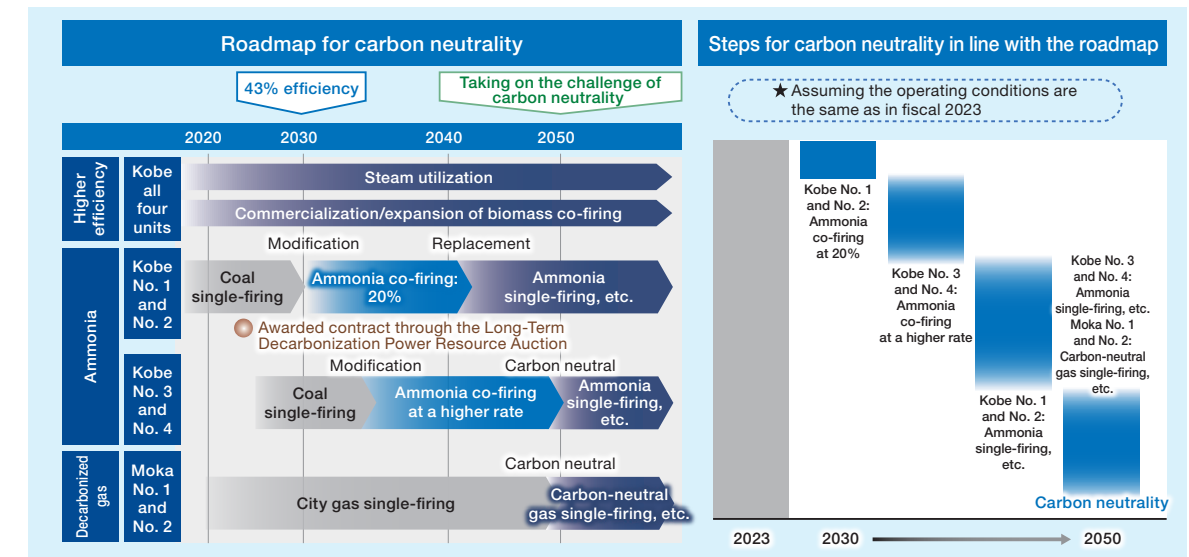 Roadmap for carbon neutrality
43% efficiency
Taking on the challenge of
carbon neutrality
2020
2030
2040
2050
Higher
efficiency
Kobe
all
four
units
Steam utilization
Commercialization/expansion of biomass co-firing
Ammonia
Kobe
No. 1
and
No. 2
Modification
Replacement
Coal
single-firing
Ammonia co-firing:
20%
Ammonia
single-firing, etc.
Awarded contract through the Long-Term
Decarbonization Power Resource Auction
Kobe
No. 3
and
No. 4
Modification
Carbon neutral
Coal
single-firing
Ammonia co-firing
at a higher rate
Ammonia
single-firing,
etc.
Decarbonized
gas
Moka
No. 1
and
No. 2
Carbon neutral
City gas single-firing
Carbon-neutral
gas single-firing, etc.
Steps for carbon neutrality in line with the roadmap
★ Assuming the operating conditions are
the same as in fiscal 2023
Kobe No. 1
and No. 2:
Ammonia
co-firing
at 20%
Kobe No. 3
and No. 4:
Ammonia
co-firing
at a higher rate
Kobe No. 1
and No. 2:
Ammonia
single-firing,
etc.
Kobe No. 3
and No. 4:
Ammonia
single-firing, etc.
Moka No. 1
and No. 2:
Carbon-neutral
gas single-firing,
etc.
Carbon neutrality
2023
2030
2050